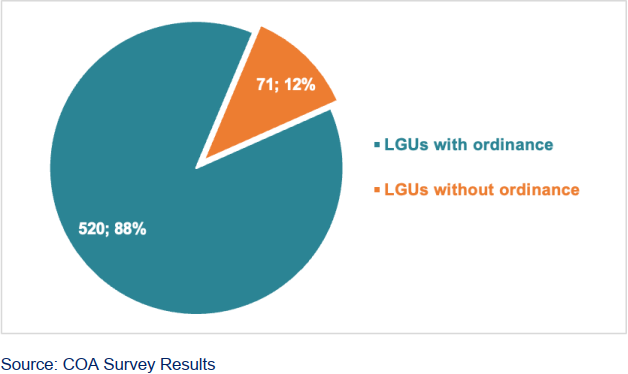 71; 12%
LGUs with ordinance
LGUs without ordinance
520; 88%
Source: COA Survey Results